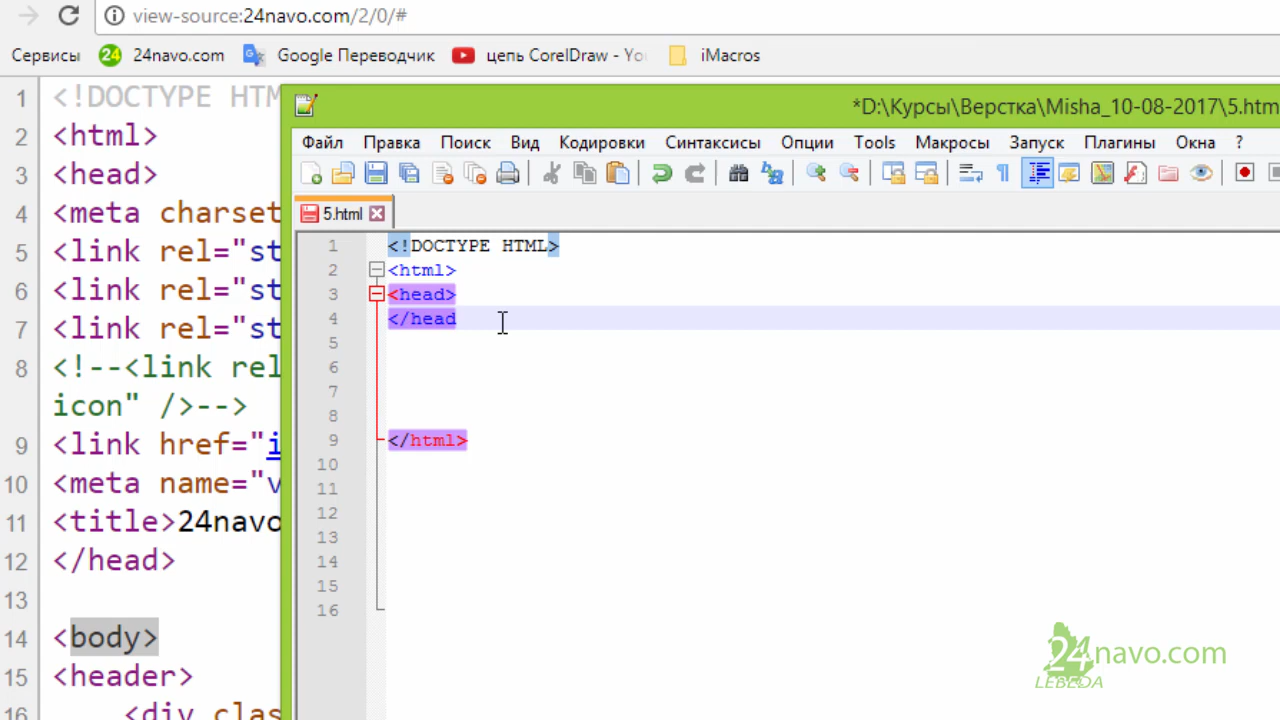 view-source:24navo.com/2/0/#
Сервисы 24 24navo.com Google Переводчик цепь CorelDraw - You iMacros
1 <!DOCTYPE HTM
2 <html>
3 <head>
4 <meta charset
5 <link rel="st
6 <link rel="st
7 <link rel="st
8 <!--<link rel
icon" />-->
9 <link href="i
10 <meta name="v
11 <title>24navo
12 </head>
13
14 <body>
15 <header>
16 <div clas
*D:\Курсы\Верстка\Misha_10-08-2017\5.htm
Файл Правка Поиск Вид Кодировки Синтаксисы Опции Tools Макросы Запуск Плагины Окна ?
5.html
1 <!DOCTYPE HTML>
2 <html>
3 <head>
4 </head
5
6
7
8
9 </html>
10
11
12
13
14
15
16
24navo.com
LEBEDA